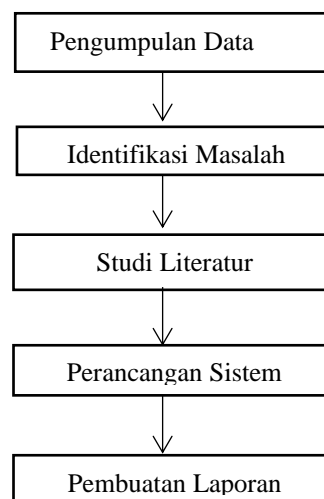 Pengumpulan Data
Identifikasi Masalah
Studi Literatur
Perancangan Sistem
Pembuatan Laporan